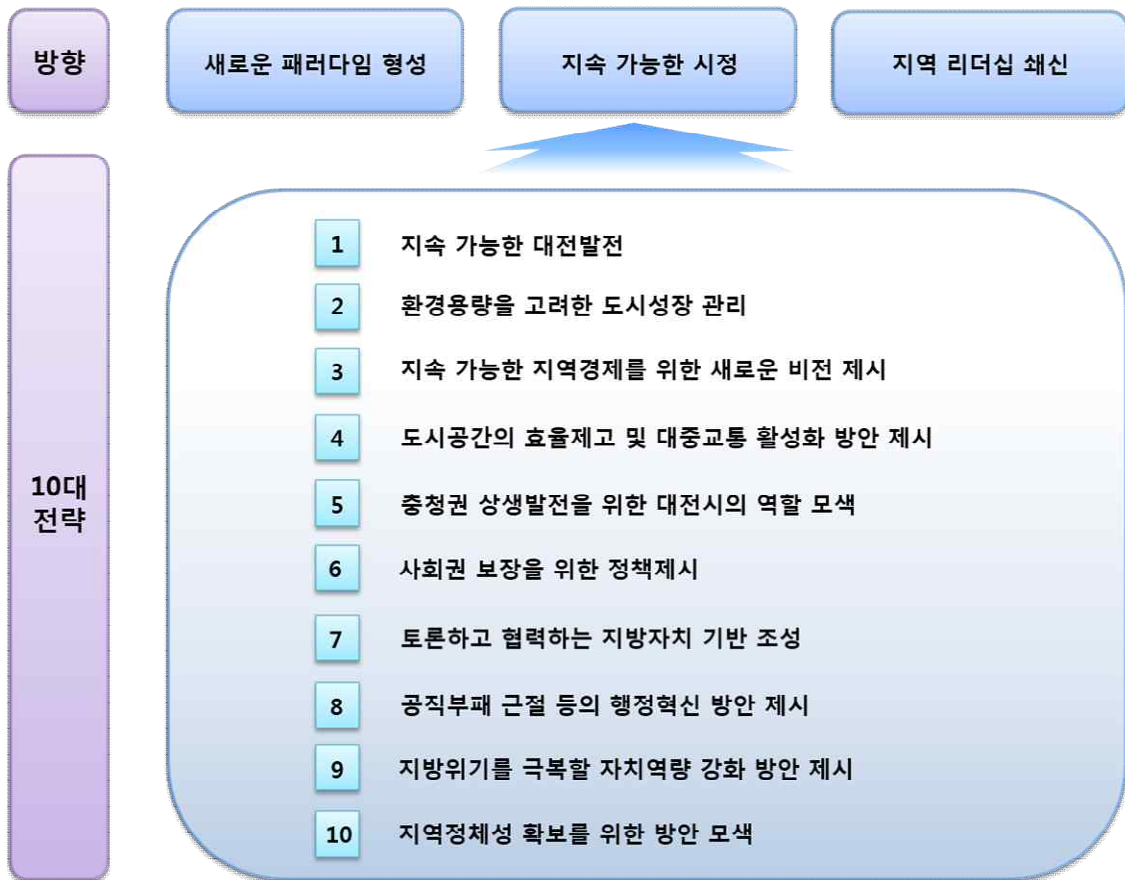 방향
새로운 패러다임 형성
지속 가능한 시정
지역 리더십 쇄신
10대
전략
1 지속 가능한 대전발전
2 환경용량을 고려한 도시성장 관리
3 지속 가능한 지역경제를 위한 새로운 비전 제시
4 도시공간의 효율제고 및 대중교통 활성화 방안 제시
5 충청권 상생발전을 위한 대전시의 역할 모색
6 사회권 보장을 위한 정책제시
7 토론하고 협력하는 지방자치 기반 조성
8 공직부패 근절 등의 행정혁신 방안 제시
9 지방위기를 극복할 자치역량 강화 방안 제시
10 지역정체성 확보를 위한 방안 모색